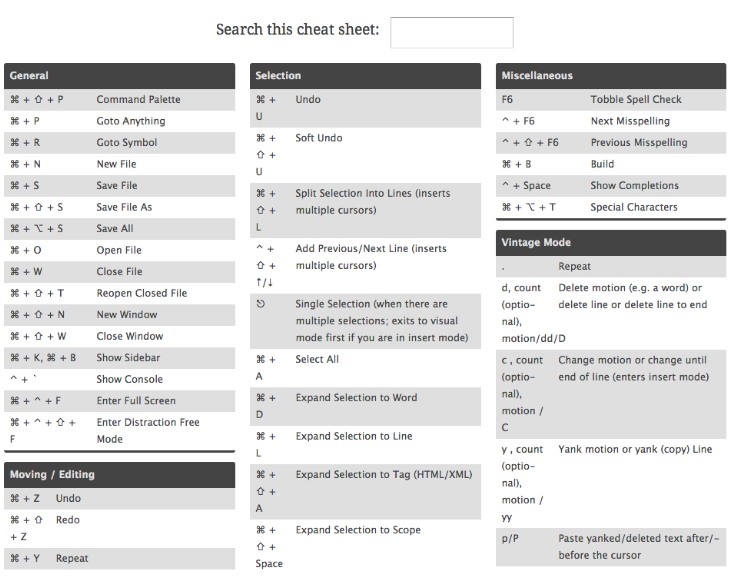 Search this cheat sheet:
General
⌘ + ⇧ + P Command Palette
⌘ + P Goto Anything
⌘ + R Goto Symbol
⌘ + N New File
⌘ + S Save File
⌘ + ⇧ + S Save File As
⌘ + ⌥ + S Save All
⌘ + O Open File
⌘ + W Close File
⌘ + ⇧ + T Reopen Closed File
⌘ + ⇧ + N New Window
⌘ + ⇧ + W Close Window
⌘ + K, ⌘ + B Show Sidebar
^ + ` Show Console
⌘ + ^ + F Enter Full Screen
⌘ + ^ + ⇧ + Enter Distraction Free
F Mode
Moving / Editing
⌘ + Z Undo
⌘ + ⇧ Redo
+ Z
⌘ + Y Repeat
Selection
⌘ + Undo
U
⌘ + Soft Undo
⇧ +
U
⌘ + Split Selection Into Lines (inserts
⇧ + multiple cursors)
L
^ + Add Previous/Next Line (inserts
⇧ + multiple cursors)
↑/↓
⎋ Single Selection (when there are
multiple selections; exits to visual
mode first if you are in insert mode)
⌘ + Select All
A
⌘ + Expand Selection to Word
D
⌘ + Expand Selection to Line
L
⌘ + Expand Selection to Tag (HTML/XML)
⇧ +
A
⌘ + Expand Selection to Scope
⇧ +
Space
Miscellaneous
F6 Tobble Spell Check
^ + F6 Next Misspelling
^ + ⇧ + F6 Previous Misspelling
⌘ + B Build
^ + Space Show Completions
⌘ + ⌥ + T Special Characters
Vintage Mode
. Repeat
d, count Delete motion (e.g. a word) or
(optio- delete line or delete line to end
nal),
motion/dd/D
c , count Change motion or change until
(optio- end of line (enters insert mode)
nal),
motion /
C
y , count Yank motion or yank (copy) Line
(optio-
nal),
motion /
yy
p/P Paste yanked/deleted text after/-
before the cursor